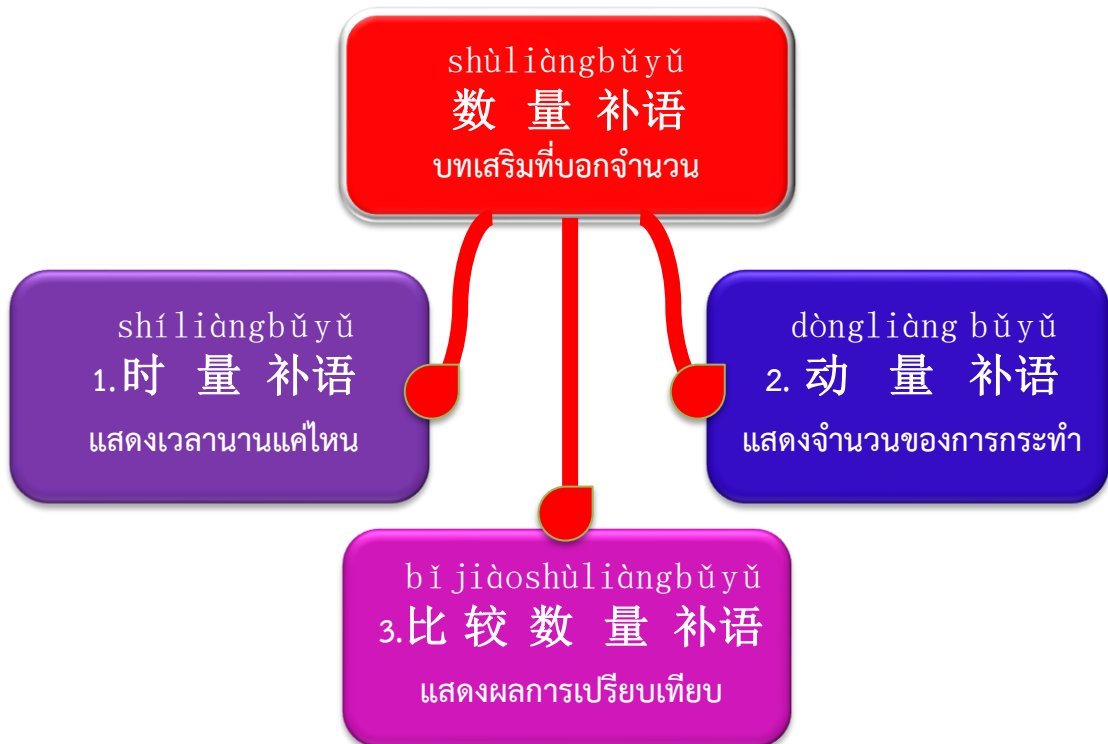 shùliàngbǔyǔ
数 量 补语
บทเสริมที่บอกจำนวน
shíliàngbǔyǔ
1.时 量 补语
แสดงเวลานานแค่ไหน
dòngliàng bǔyǔ
2. 动 量 补语
แสดงจำนวนของการกระทำ
bǐjiàoshùliàngbǔyǔ
3.比 较 数 量 补语
แสดงผลการเปรียบเทียบ